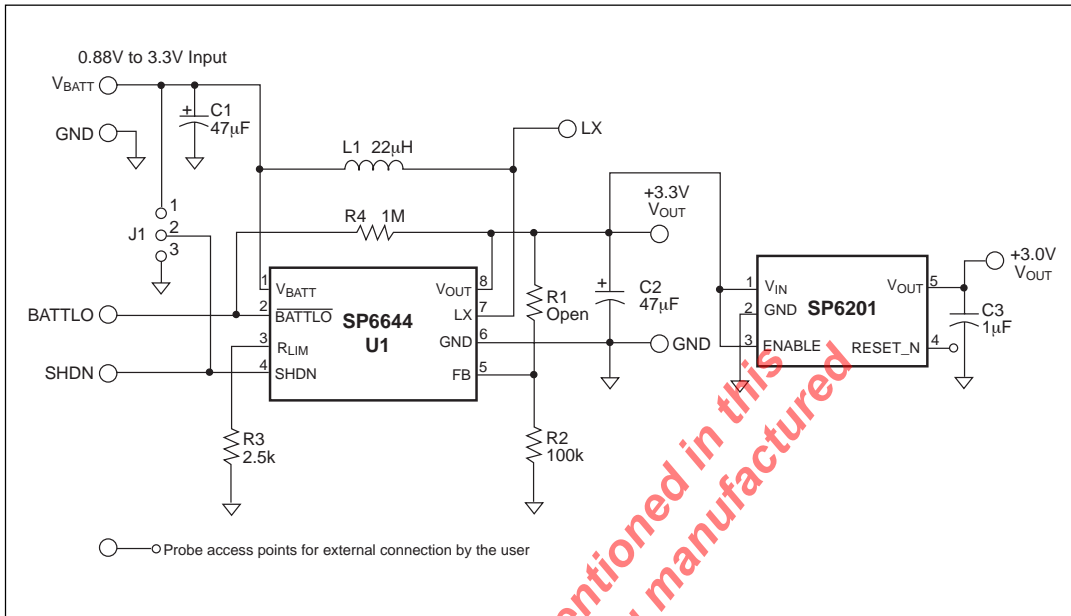 0.88V to 3.3V Input
VBATT
C1
47µF
GND
LX
L1 22µH
+3.3V
VOUT
R4 1M
1
J1 2
3
+3.0V
VOUT
1 VBATT
VOUT 8
R1
Open
C2
47µF
1 VIN
VOUT 5
BATTLO
2 BATTLO
SP6644
U1
LX 7
2 GND
SP6201
C3
1µF
3 RLIM
GND 6
GND
3 ENABLE
RESET_N 4
SHDN
4 SHDN
FB 5
R3
2.5k
R2
100k
Probe access points for external connection by the user
entioned in this
manufactured